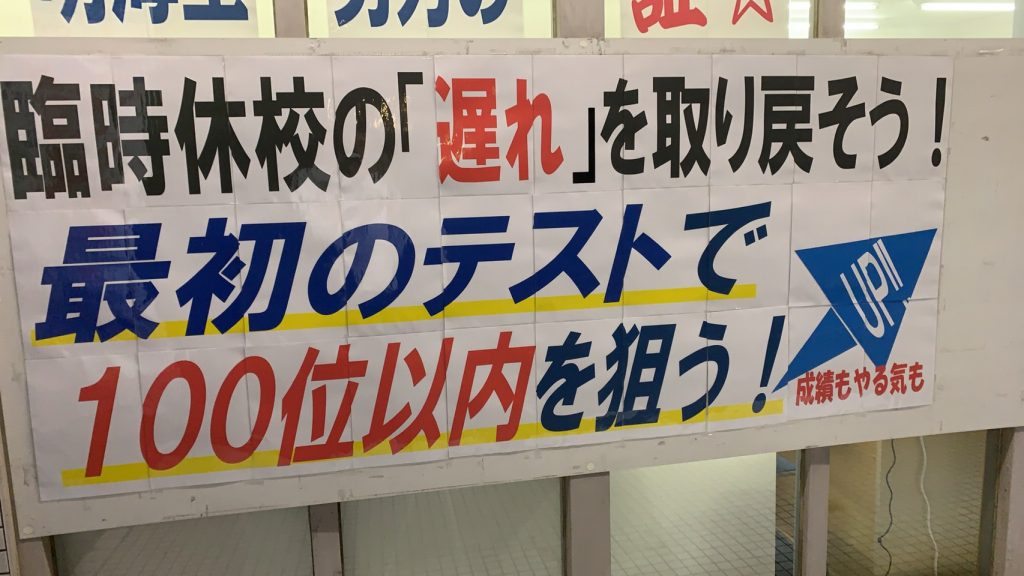 臨時休校の「遅れ」を取り戻そう！
最初のテストで
100位以内を狙う！
UP!!
成績もやる気も